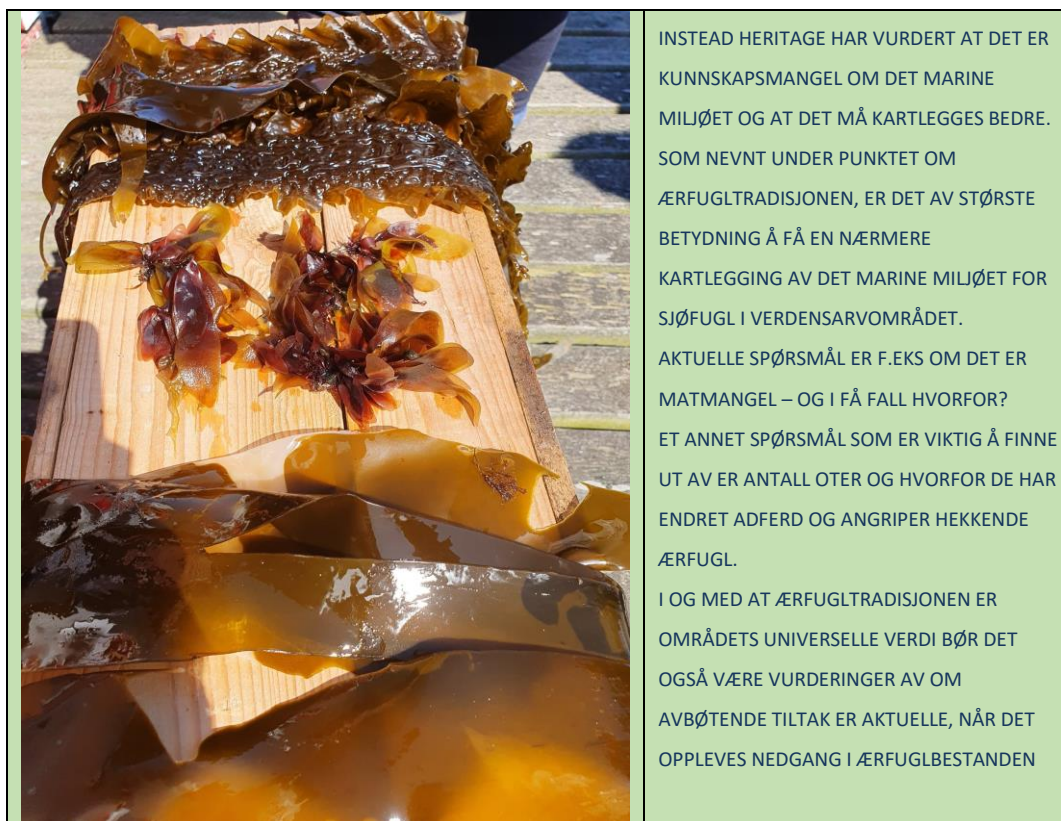 INSTEAD HERITAGE HAR VURDERT AT DET ER
KUNNSKAPSMANGEL OM DET MARINE
MILJØET OG AT DET MÅ KARTLEGGES BEDRE.
SOM NEVNT UNDER PUNKTET OM
ÆRFUGLTRADISJONEN, ER DET AV STØRSTE
BETYDNING Å FÅ EN NÆRMERE
KARTLEGGING AV DET MARINE MILJØET FOR
SJØFUGL I VERDENSARVOMRÅDET.
AKTUELLE SPØRSMÅL ER F.EKS OM DET ER
MATMANGEL – OG I FÅ FALL HVORFOR?
ET ANNET SPØRSMÅL SOM ER VIKTIG Å FINNE
UT AV ER ANTALL OTER OG HVORFOR DE HAR
ENDRET ADFERD OG ANGRIPER HEKKENDE
ÆRFUGL.
I OG MED AT ÆRFUGLTRADISJONEN ER
OMRÅDETS UNIVERSELLE VERDI BØR DET
OGSÅ VÆRE VURDERINGER AV OM
AVBØTENDE TILTAK ER AKTUELLE, NÅR DET
OPPLEVES NEDGANG I ÆRFUGLBESTANDEN